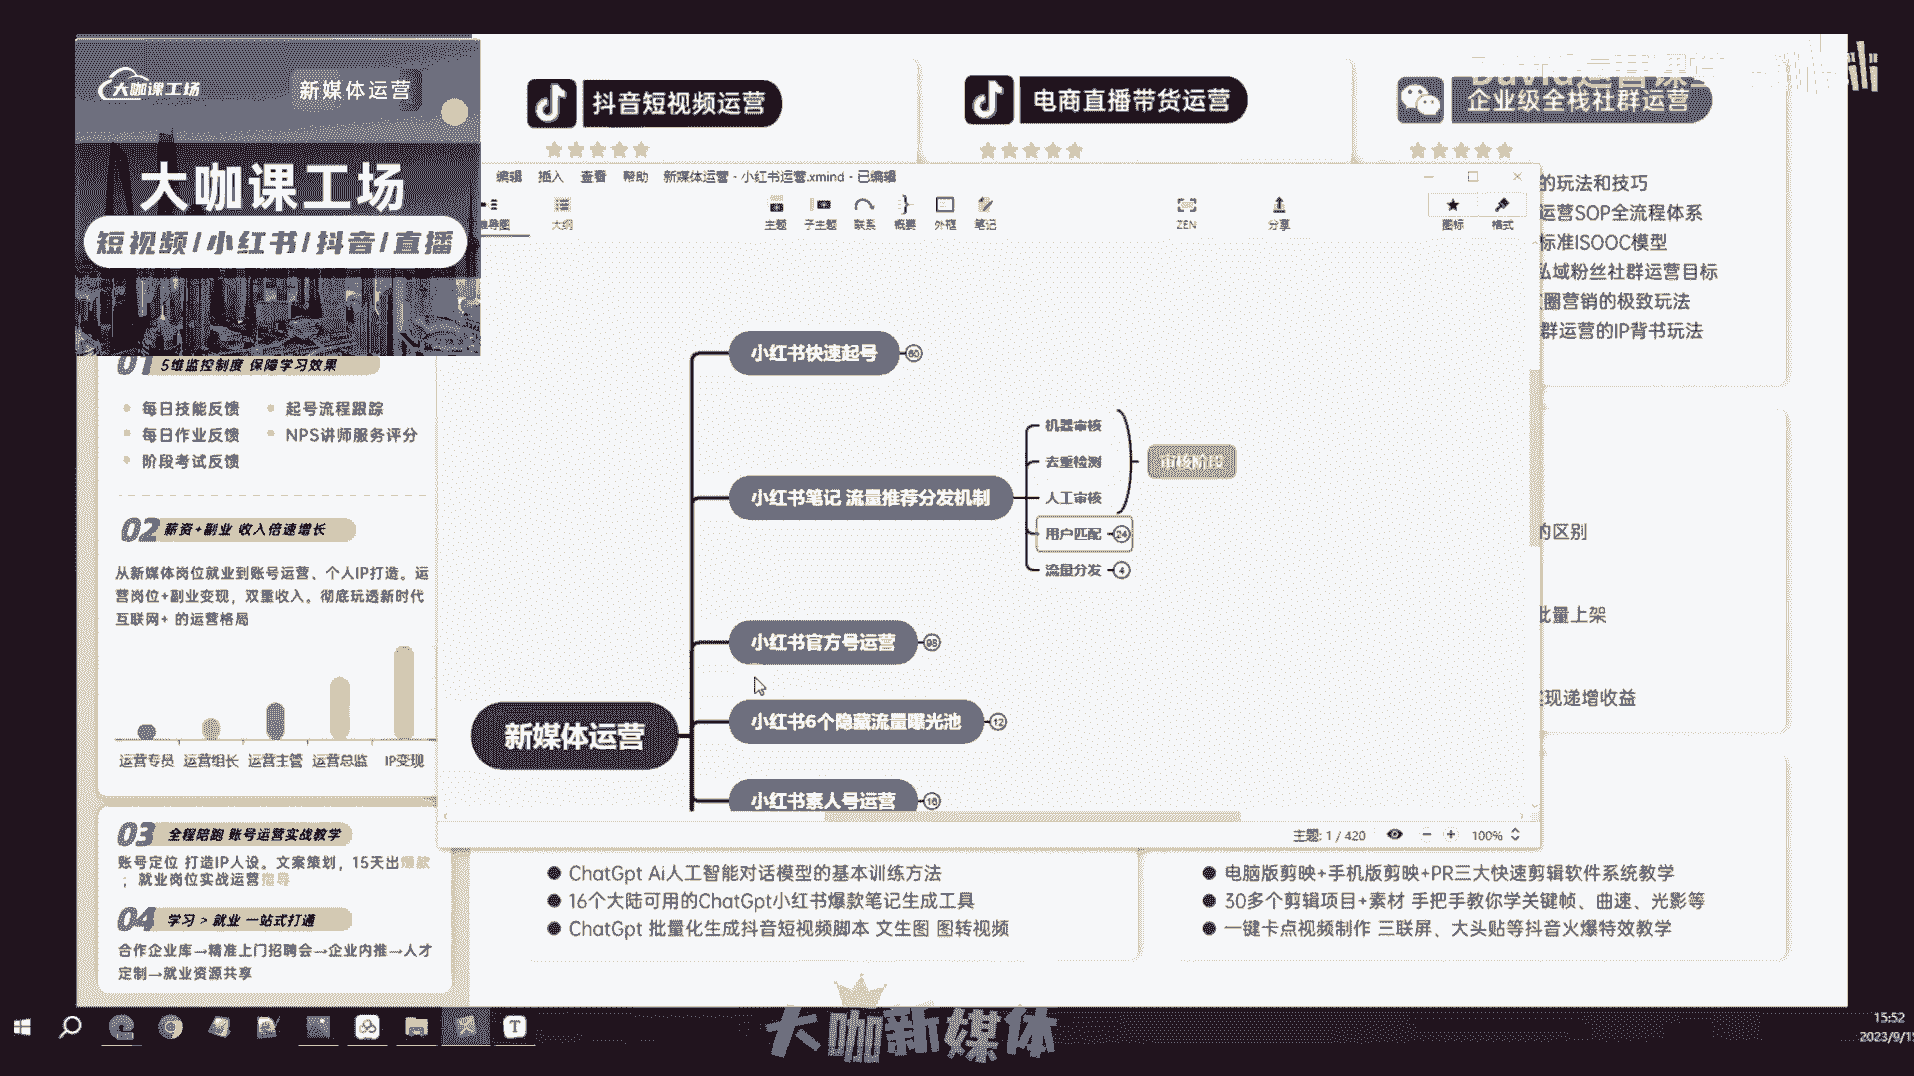 大咖课工场
新媒体运营
大咖课工场
短视频/小红书/抖音/直播
抖音短视频运营
电商直播带货运营
企业级全栈社群运营
的玩法和技巧
运营SOP全流程体系
标准ISOOC模型
私域粉丝社群运营目标
圈营销的极致玩法
群运营的IP背书玩法
的区别
批量上架
现递增收益
编辑 插入 查看 帮助 新媒体运营 - 小红书运营.xmind - 已编辑
导图 大纲 主题 子主题 联系 概要 外框 笔记 ZEN 分享 图标 格式
小红书快速起号 60
小红书笔记 流量推荐分发机制
机器审核
去重检测
人工审核
审核阶段
用户匹配 24
流量分发 4
小红书官方号运营 98
小红书6个隐藏流量曝光池 12
新媒体运营
小红书素人号运营 16
主题: 1 / 420 100%
01 5维监控制度 保障学习效果
每日技能反馈 起号流程跟踪
每日作业反馈 NPS讲师服务评分
阶段考试反馈
02 薪资+副业 收入倍速增长
从新媒体岗位就业到账号运营、个人IP打造。运
营岗位+副业变现，双重收入。彻底玩透新时代
互联网+ 的运营格局
运营专员 运营组长 运营主管 运营总监 IP变现
03 全程陪跑 账号运营实战教学
账号定位 打造IP人设。文案策划，15天出爆款
；就业岗位实战运营指导
04 学习 > 就业 一站式打通
合作企业库→精准上门招聘会→企业内推→人才
定制→就业资源共享
ChatGpt Ai人工智能对话模型的基本训练方法
16个大陆可用的ChatGpt小红书爆款笔记生成工具
ChatGpt 批量化生成抖音短视频脚本 文生图 图转视频
电脑版剪映+手机版剪映+PR三大快速剪辑软件系统教学
30多个剪辑项目+素材 手把手教你学关键帧、曲速、光影等
一键卡点视频制作 三联屏、大头贴等抖音火爆特效教学
大咖新媒体
15:52